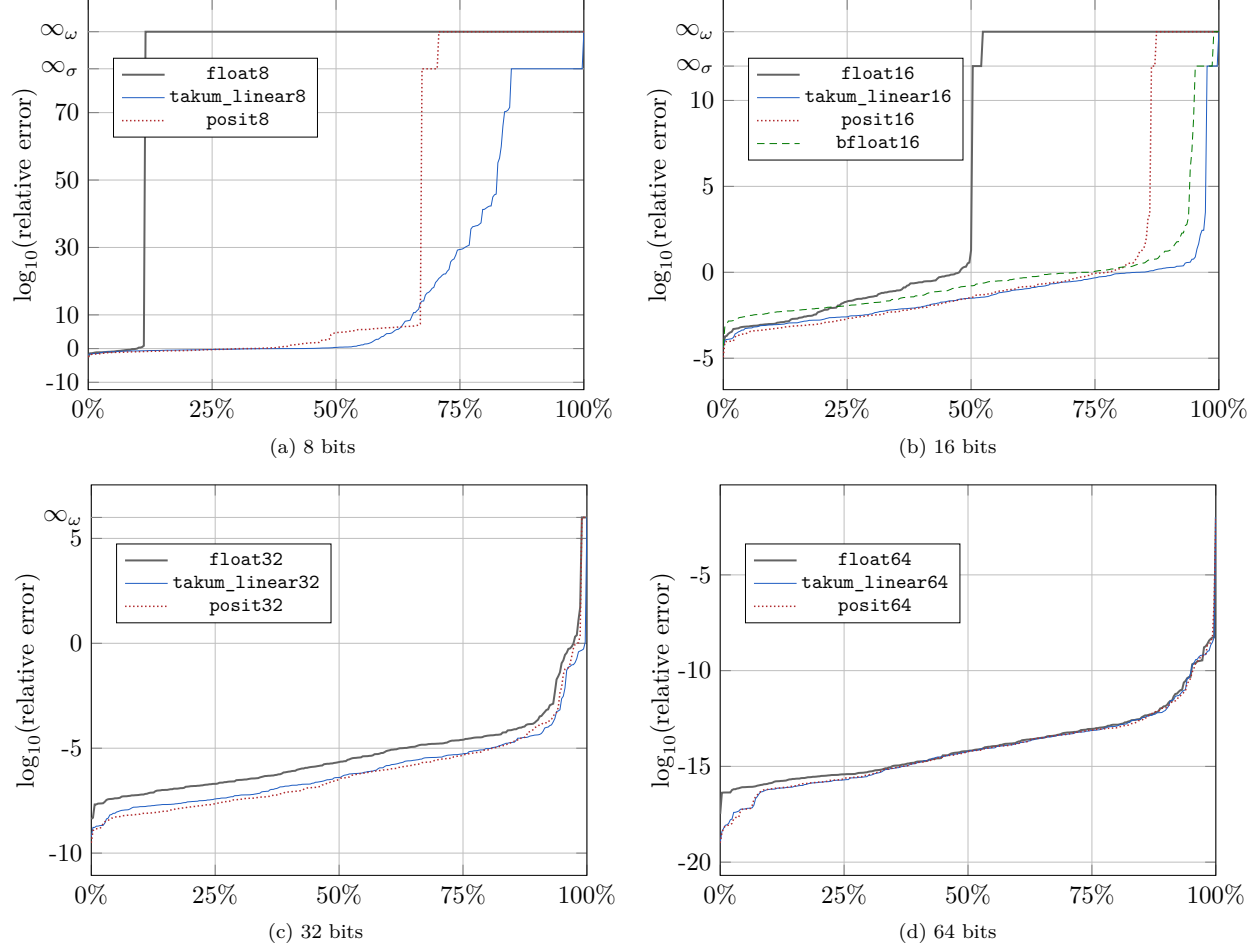 ∞ω
∞σ
70
50
30
10
0
-10
log10(relative error)
float8
takum_linear8
posit8
0% 25% 50% 75% 100%
(a) 8 bits
∞ω
∞σ
10
5
0
-5
log10(relative error)
float16
takum_linear16
posit16
bfloat16
0% 25% 50% 75% 100%
(b) 16 bits
∞ω
5
0
-5
-10
log10(relative error)
float32
takum_linear32
posit32
0% 25% 50% 75% 100%
(c) 32 bits
-5
-10
-15
-20
log10(relative error)
float64
takum_linear64
posit64
0% 25% 50% 75% 100%
(d) 64 bits